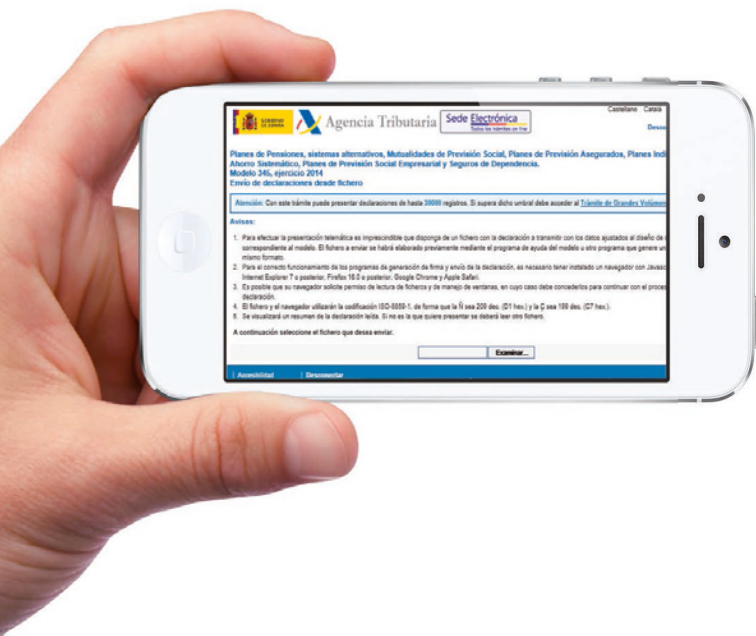 Castellano Català
GOBIERNO
DE ESPAÑA
Agencia Tributaria
Sede Electrónica
Todos los trámites on line
Planes de Pensiones, sistemas alternativos, Mutualidades de Previsión Social, Planes de Previsión Asegurados, Planes Indi
Ahorro Sistemático, Planes de Previsión Social Empresarial y Seguros de Dependencia.
Modelo 345, ejercicio 2014
Envío de declaraciones desde fichero
Atención: Con este trámite puede presentar declaraciones de hasta 30000 registros. Si supera dicho umbral debe acceder al Trámite de Grandes Volúmen
Avisos:
1. Para efectuar la presentación telemática es imprescindible que disponga de un fichero con la declaración a transmitir con los datos ajustados al diseño de
correspondiente al modelo. El fichero a enviar se habrá elaborado previamente mediante el programa de ayuda del modelo u otro programa que genere un
mismo formato.
2. Para el correcto funcionamiento de los programas de generación de firma y envío de la declaración, es necesario tener instalado un navegador con Javasc
Internet Explorer 7 o posterior, Firefox 16.0 o posterior, Google Chrome y Apple Safari.
3. Es posible que su navegador solicite permiso de lectura de ficheros y de manejo de ventanas, en cuyo caso debe concederlos para continuar con el proces
declaración.
4. El fichero y el navegador utilizarán la codificación ISO-8859-1, de forma que la Ñ sea 209 dec. (D1 hex.) y la Ç sea 199 dec. (C7 hex.).
5. Se visualizará un resumen de la declaración leída. Si no es la que quiere presentar se deberá leer otro fichero.
A continuación seleccione el fichero que desea enviar.
Examinar...
| Accesibilidad | Desconectar